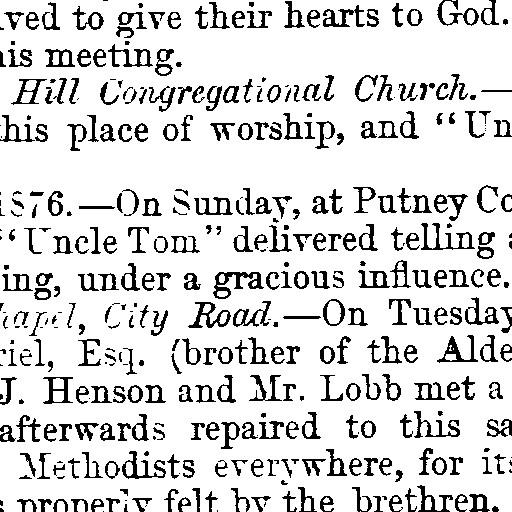 ved to give their hearts to God.
his meeting.
Hill Congregational Church.—
this place of worship, and "Un
1876.—On Sunday, at Putney Co
"Uncle Tom" delivered telling a
ing, under a gracious influence.
hapel, City Road.—On Tuesday
riel, Esq. (brother of the Alde
J. Henson and Mr. Lobb met a
afterwards repaired to this sa
Methodists everywhere, for its
s properly felt by the brethren.